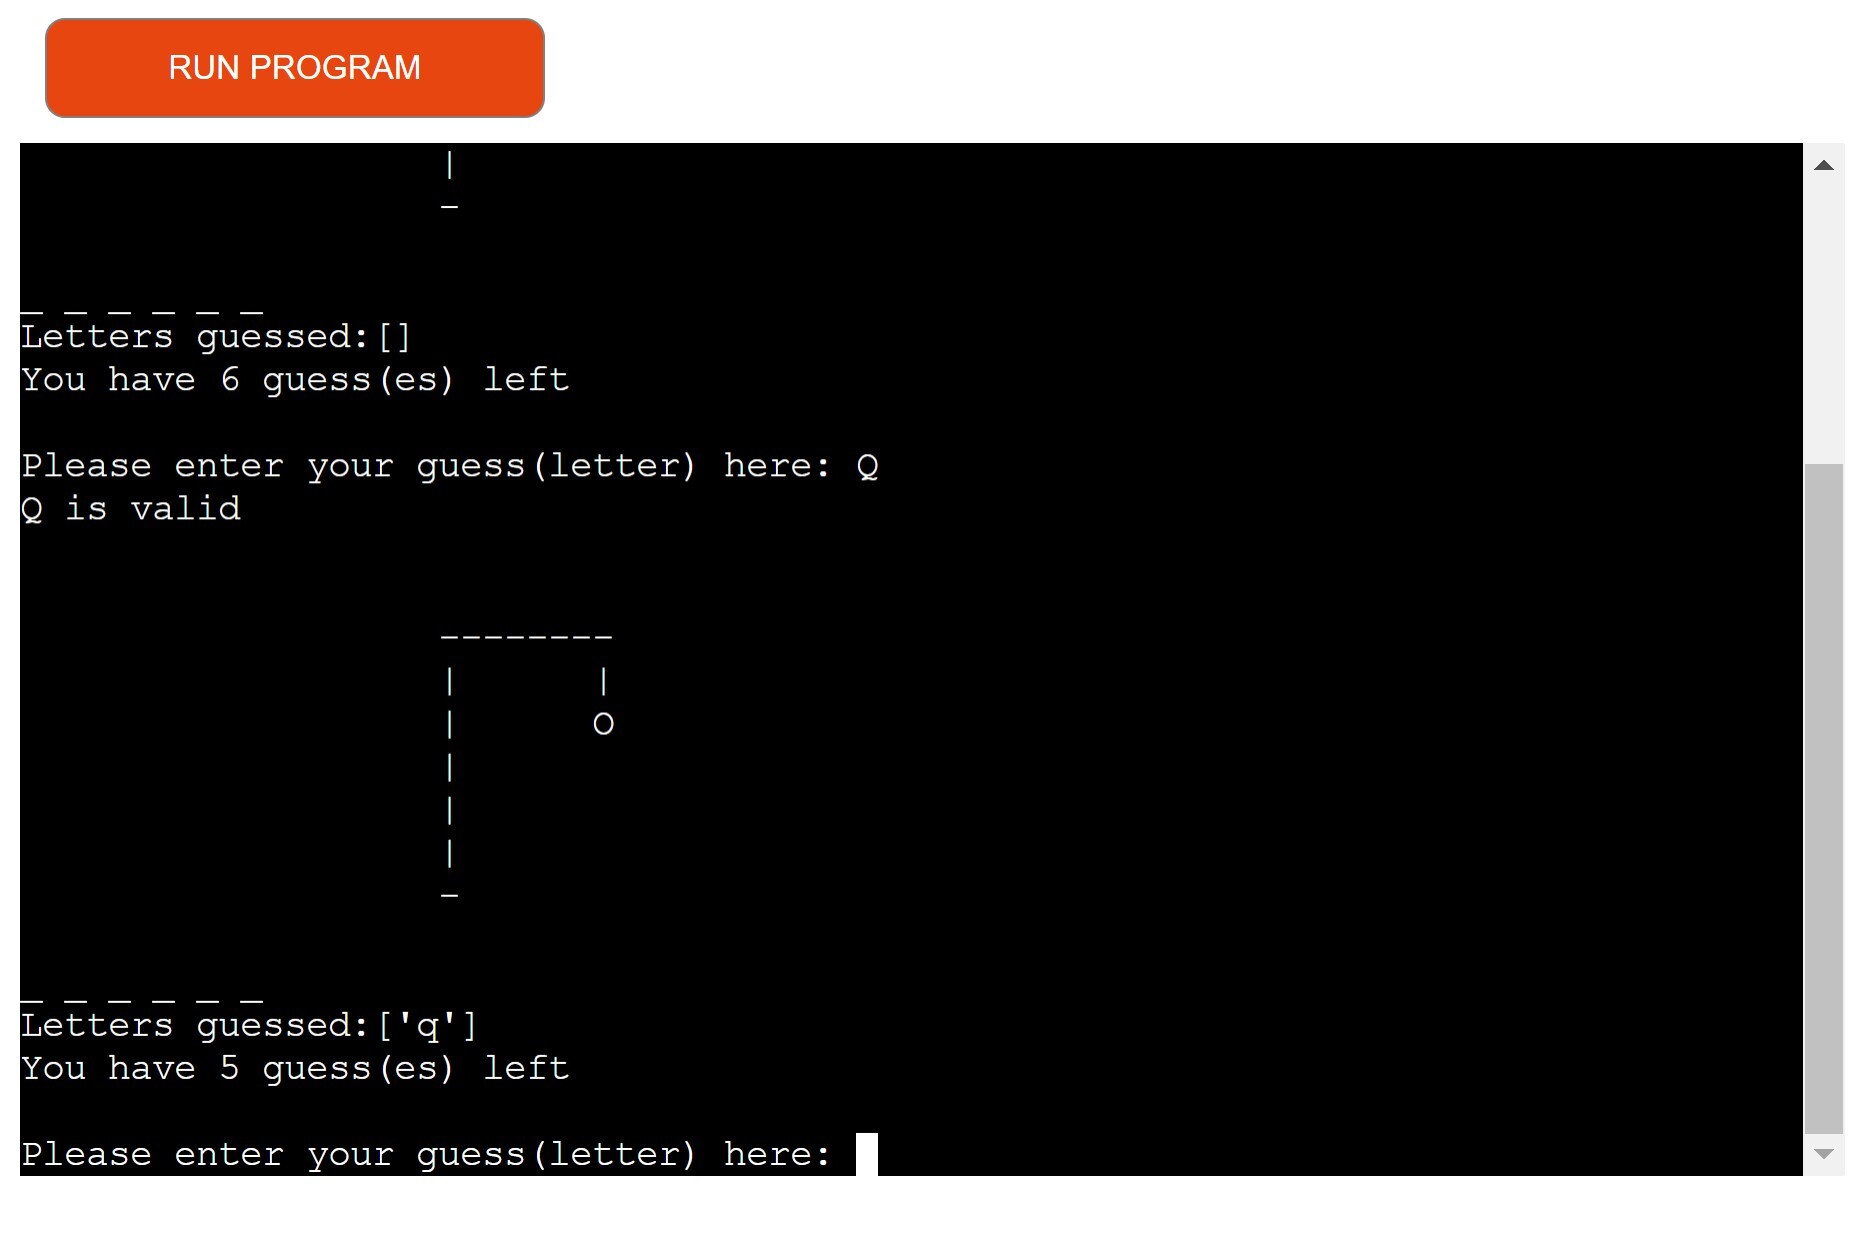 RUN PROGRAM
|
-
_ _ _ _ _ _
Letters guessed:[]
You have 6 guess(es) left
Please enter your guess(letter) here: Q
Q is valid
--------
|      |
|      O
|
|
|
-
_ _ _ _ _ _
Letters guessed:['q']
You have 5 guess(es) left
Please enter your guess(letter) here: